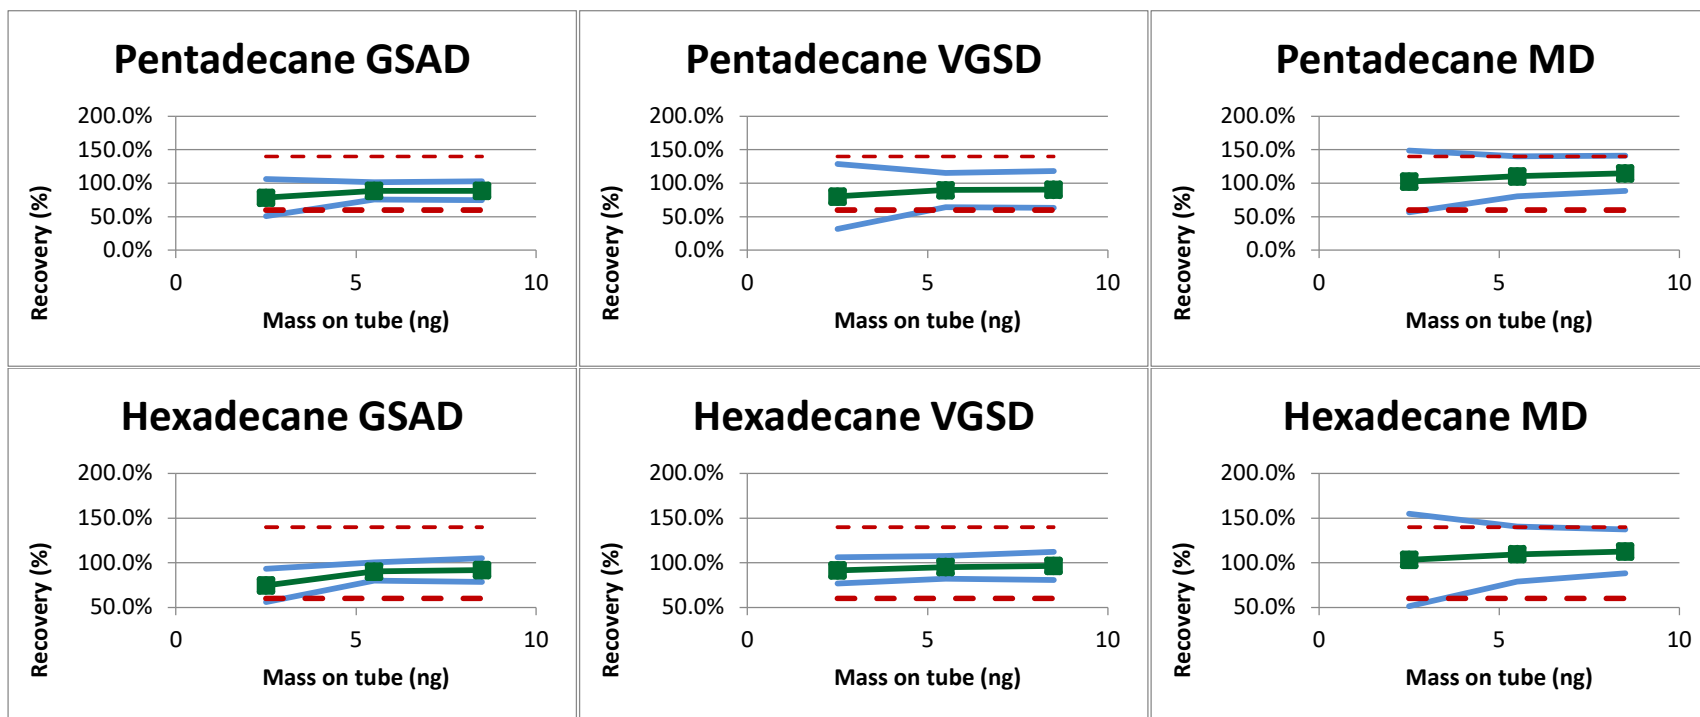 Pentadecane GSAD
200.0%
150.0%
100.0%
50.0%
0.0%
0
5
10
Recovery (%)
Mass on tube (ng)
Pentadecane VGSD
200.0%
150.0%
100.0%
50.0%
0.0%
0
5
10
Recovery (%)
Mass on tube (ng)
Pentadecane MD
200.0%
150.0%
100.0%
50.0%
0.0%
0
5
10
Recovery (%)
Mass on tube (ng)
Hexadecane GSAD
200.0%
150.0%
100.0%
50.0%
0
5
10
Recovery (%)
Mass on tube (ng)
Hexadecane VGSD
200.0%
150.0%
100.0%
50.0%
0
5
10
Recovery (%)
Mass on tube (ng)
Hexadecane MD
200.0%
150.0%
100.0%
50.0%
0
5
10
Recovery (%)
Mass on tube (ng)